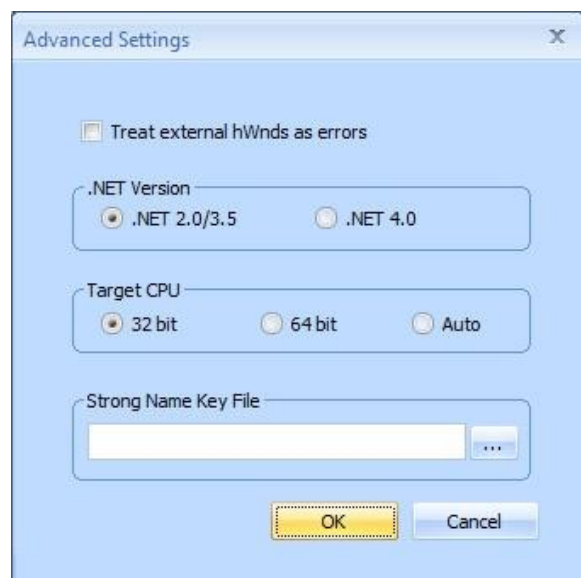 Advanced Settings
Treat external hWnds as errors
.NET Version
.NET 2.0/3.5 .NET 4.0
Target CPU
32 bit 64 bit Auto
Strong Name Key File
...
OK Cancel